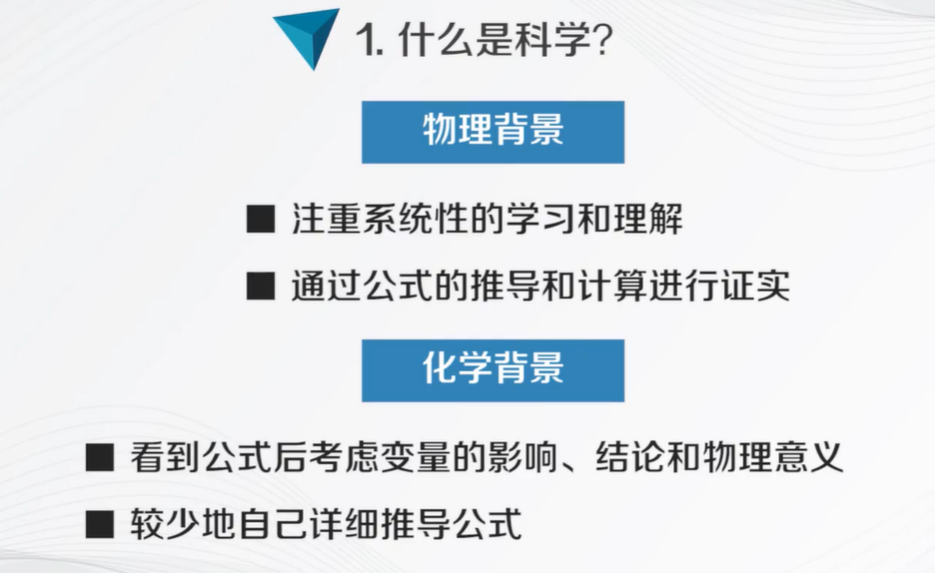 1. 什么是科学?
物理背景
■ 注重系统性的学习和理解
■ 通过公式的推导和计算进行证实
化学背景
■ 看到公式后考虑变量的影响、结论和物理意义
■ 较少地自己详细推导公式